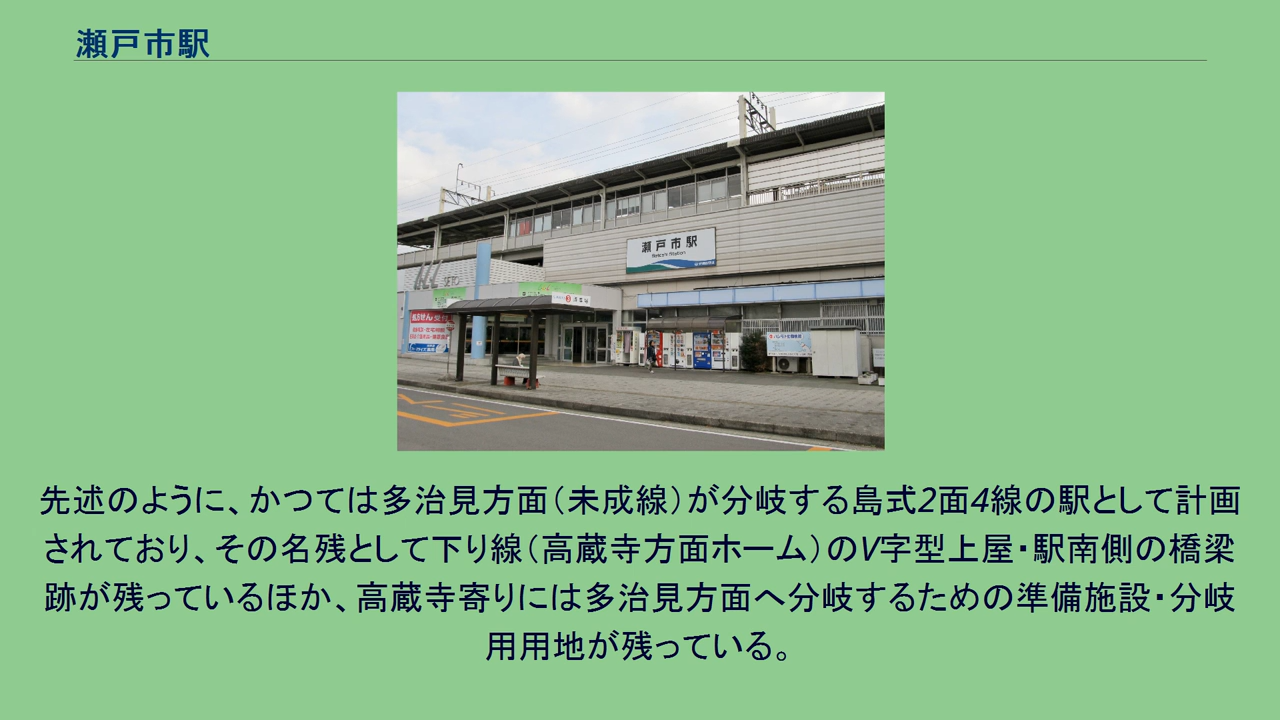 瀬戸市駅
瀬戸市駅
先述のように、かつては多治見方面（未成線）が分岐する島式2面4線の駅として計画
されており、その名残として下り線（高蔵寺方面ホーム）のV字型上屋・駅南側の橋梁
跡が残っているほか、高蔵寺寄りには多治見方面へ分岐するための準備施設・分岐
用用地が残っている。